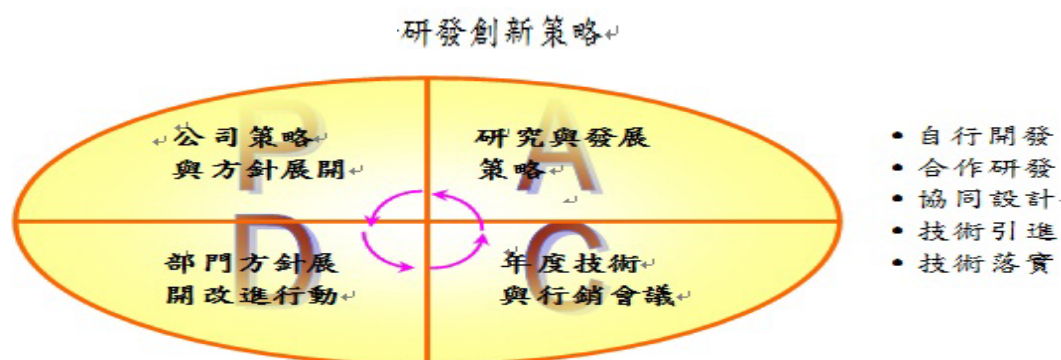 研發創新策略
P
公司策略
與方針展開
A
研究與發展
策略
D
部門方針展
開改進行動
C
年度技術
與行銷會議
• 自行開發
• 合作研發
• 協同設計
• 技術引進
• 技術落實